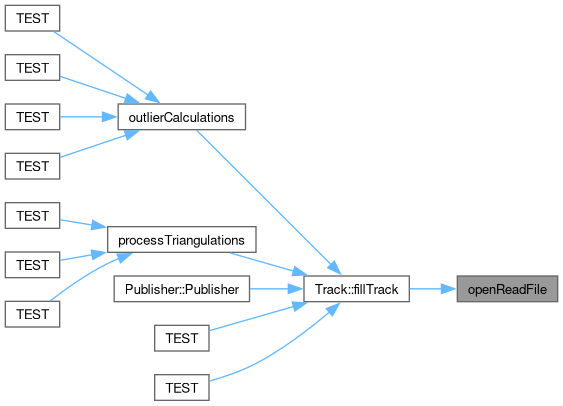 TEST
TEST
TEST
outlierCalculations
TEST
TEST
processTriangulations
TEST
Publisher::Publisher
Track::fillTrack
openReadFile
TEST
TEST
TEST